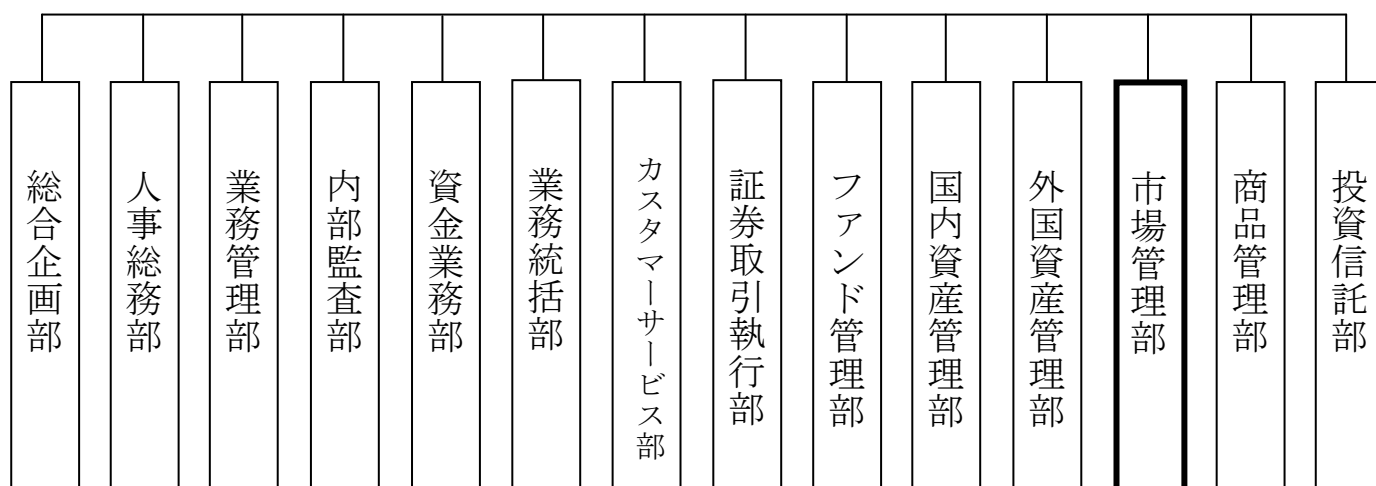 総合企画部
人事総務部
業務管理部
内部監査部
資金業務部
業務統括部
カスタマーサービス部
証券取引執行部
ファンド管理部
国内資産管理部
外国資産管理部
市場管理部
商品管理部
投資信託部